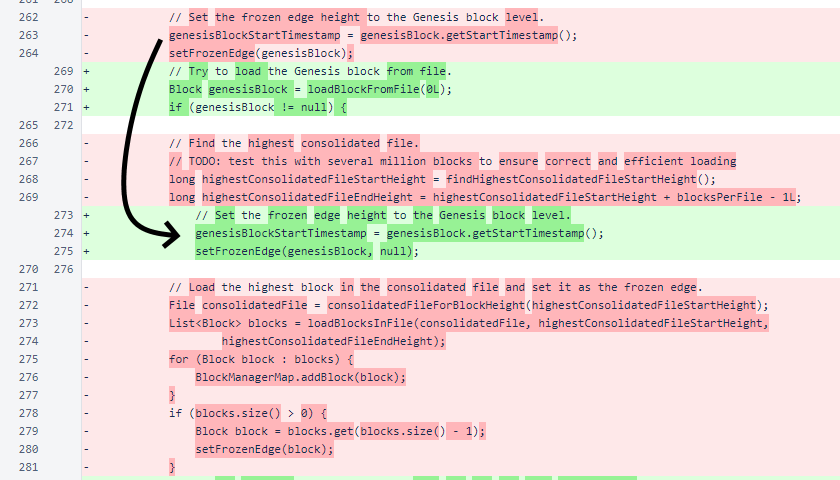 262 - // Set the frozen edge height to the Genesis block level.
263 - genesisBlockStartTimestamp = genesisBlock.getStartTimestamp();
264 - setFrozenEdge(genesisBlock);
269 + // Try to load the Genesis block from file.
270 + Block genesisBlock = loadBlockFromFile(0L);
271 + if (genesisBlock != null) {
265 272
266 - // Find the highest consolidated file.
267 - // TODO: test this with several million blocks to ensure correct and efficient loading
268 - long highestConsolidatedFileStartHeight = findHighestConsolidatedFileStartHeight();
269 - long highestConsolidatedFileEndHeight = highestConsolidatedFileStartHeight + blocksPerFile - 1L;
273 + // Set the frozen edge height to the Genesis block level.
274 + genesisBlockStartTimestamp = genesisBlock.getStartTimestamp();
275 + setFrozenEdge(genesisBlock, null);
270 276
271 - // Load the highest block in the consolidated file and set it as the frozen edge.
272 - File consolidatedFile = consolidatedFileForBlockHeight(highestConsolidatedFileStartHeight);
273 - List<Block> blocks = loadBlocksInFile(consolidatedFile, highestConsolidatedFileStartHeight,
274 - highestConsolidatedFileEndHeight);
275 - for (Block block : blocks) {
276 - BlockManagerMap.addBlock(block);
277 - }
278 - if (blocks.size() > 0) {
279 - Block block = blocks.get(blocks.size() - 1);
280 - setFrozenEdge(block);
281 - }